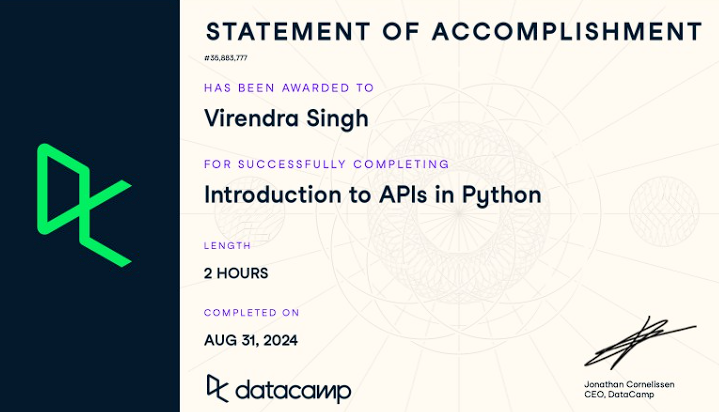 STATEMENT OF ACCOMPLISHMENT
#35,883,777
HAS BEEN AWARDED TO
Virendra Singh
FOR SUCCESSFULLY COMPLETING
Introduction to APIs in Python
LENGTH
2 HOURS
COMPLETED ON
AUG 31, 2024
datacamp
Jonathan Cornelissen
CEO, DataCamp